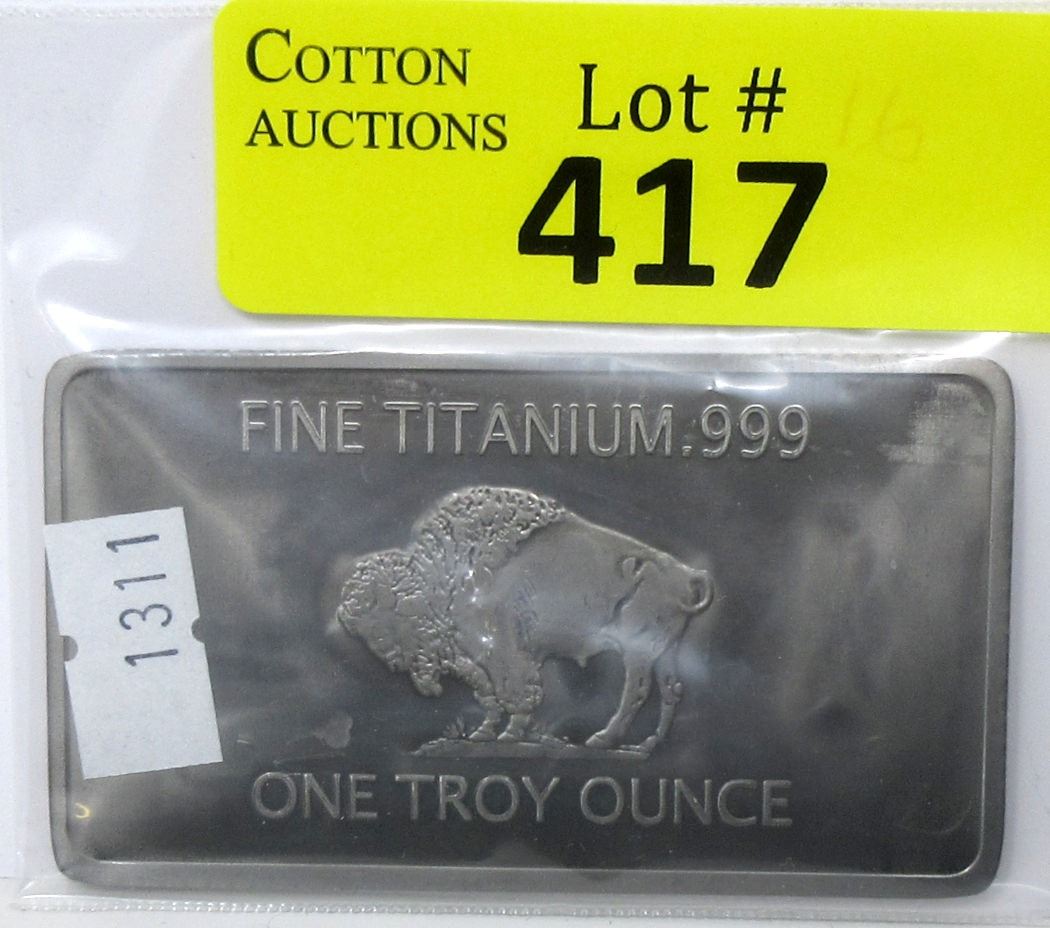 COTTON
AUCTIONS
Lot #
417
FINE TITANIUM.999
1311
ONE TROY OUNCE